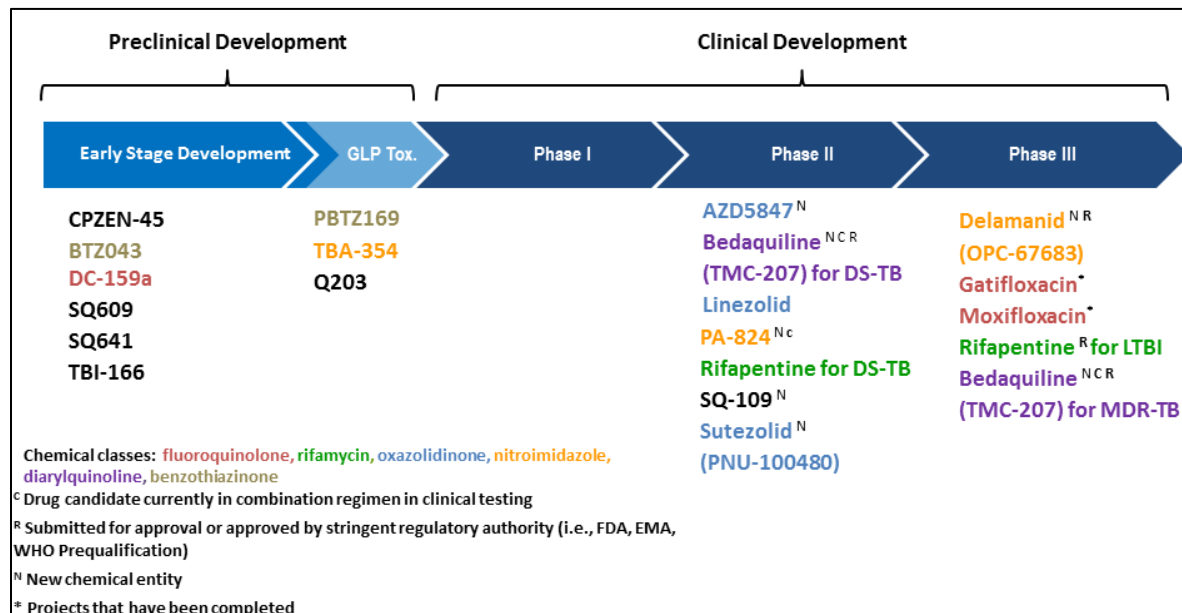 Preclinical Development
Clinical Development
Early Stage Development
GLP Tox.
Phase I
Phase II
Phase III
CPZEN-45
BTZ043
DC-159a
SQ609
SQ641
TBI-166
PBTZ169
TBA-354
Q203
AZD5847 N
Bedaquiline N C R
(TMC-207) for DS-TB
Linezolid
PA-824 N c
Rifapentine for DS-TB
SQ-109 N
Sutezolid N
(PNU-100480)
Delamanid N R
(OPC-67683)
Gatifloxacin*
Moxifloxacin*
Rifapentine R for LTBI
Bedaquiline N C R
(TMC-207) for MDR-TB
Chemical classes: fluoroquinolone, rifamycin, oxazolidinone, nitroimidazole,
diarylquinoline, benzothiazinone
C Drug candidate currently in combination regimen in clinical testing
R Submitted for approval or approved by stringent regulatory authority (i.e., FDA, EMA,
WHO Prequalification)
N New chemical entity
* Projects that have been completed